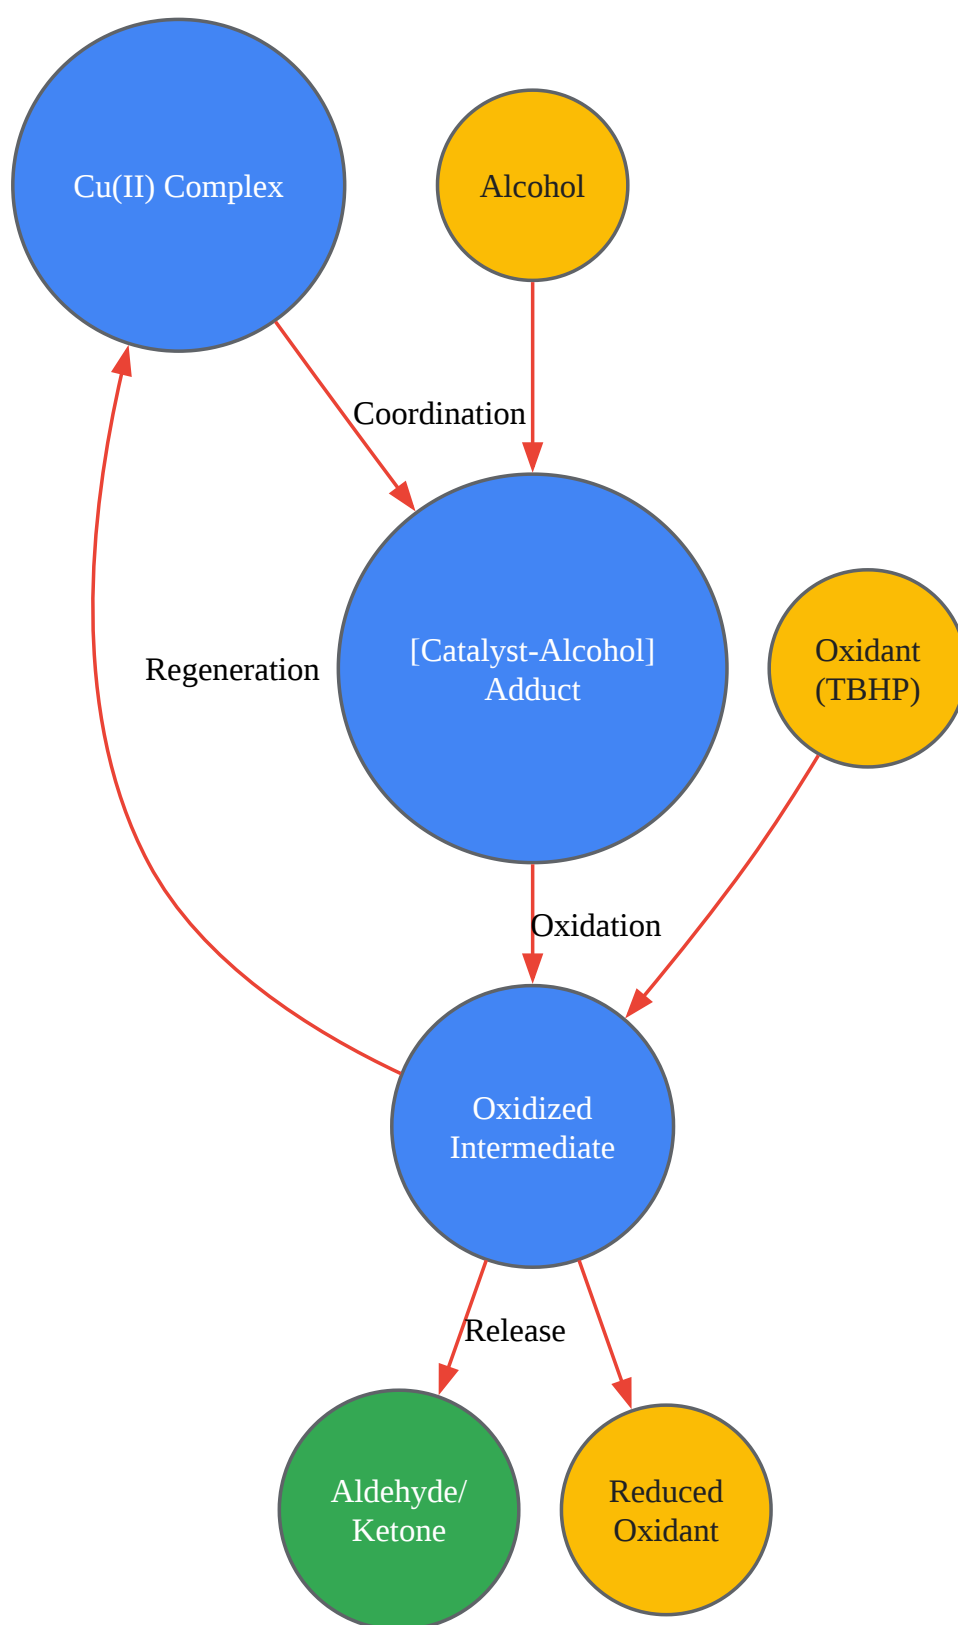 Cu(II) Complex
Alcohol
Coordination
[Catalyst-Alcohol]
Adduct
Oxidant
(TBHP)
Regeneration
Oxidation
Oxidized
Intermediate
Release
Aldehyde/
Ketone
Reduced
Oxidant